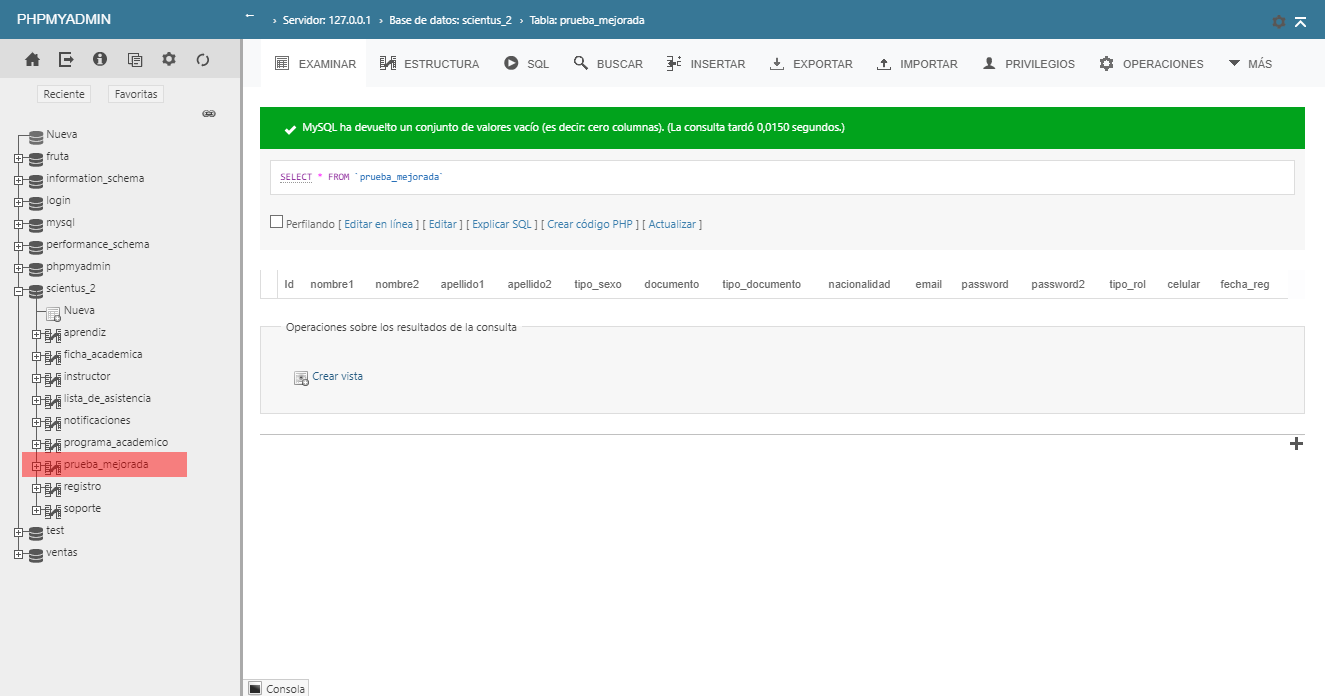 PHPMYADMIN
← › Servidor: 127.0.0.1 › Base de datos: scientus_2 › Tabla: prueba_mejorada
Reciente Favoritas
Nueva
fruta
information_schema
login
mysql
performance_schema
phpmyadmin
scientus_2
Nueva
aprendiz
ficha_academica
instructor
lista_de_asistencia
notificaciones
programa_academico
prueba_mejorada
registro
soporte
test
ventas
EXAMINAR ESTRUCTURA SQL BUSCAR INSERTAR EXPORTAR IMPORTAR PRIVILEGIOS OPERACIONES MÁS
MySQL ha devuelto un conjunto de valores vacío (es decir: cero columnas). (La consulta tardó 0,0150 segundos.)
SELECT * FROM `prueba_mejorada`
Perfilando [ Editar en línea ] [ Editar ] [ Explicar SQL ] [ Crear código PHP ] [ Actualizar ]
Id nombre1 nombre2 apellido1 apellido2 tipo_sexo documento tipo_documento nacionalidad email password password2 tipo_rol celular fecha_reg
Operaciones sobre los resultados de la consulta
Crear vista
Consola